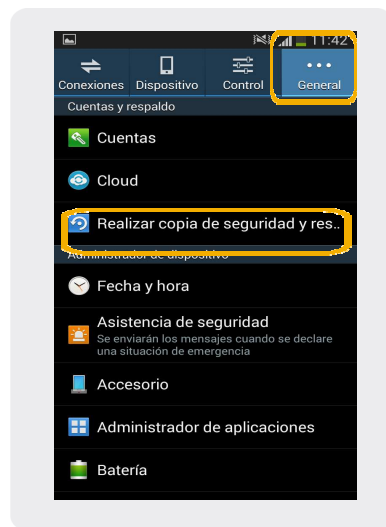 11:42
Conexiones Dispositivo Control General
Cuentas y respaldo
Cuentas
Cloud
Realizar copia de seguridad y res..
Administrador de dispositivo
Fecha y hora
Asistencia de seguridad
Se enviarán los mensajes cuando se declare
una situación de emergencia
Accesorio
Administrador de aplicaciones
Batería